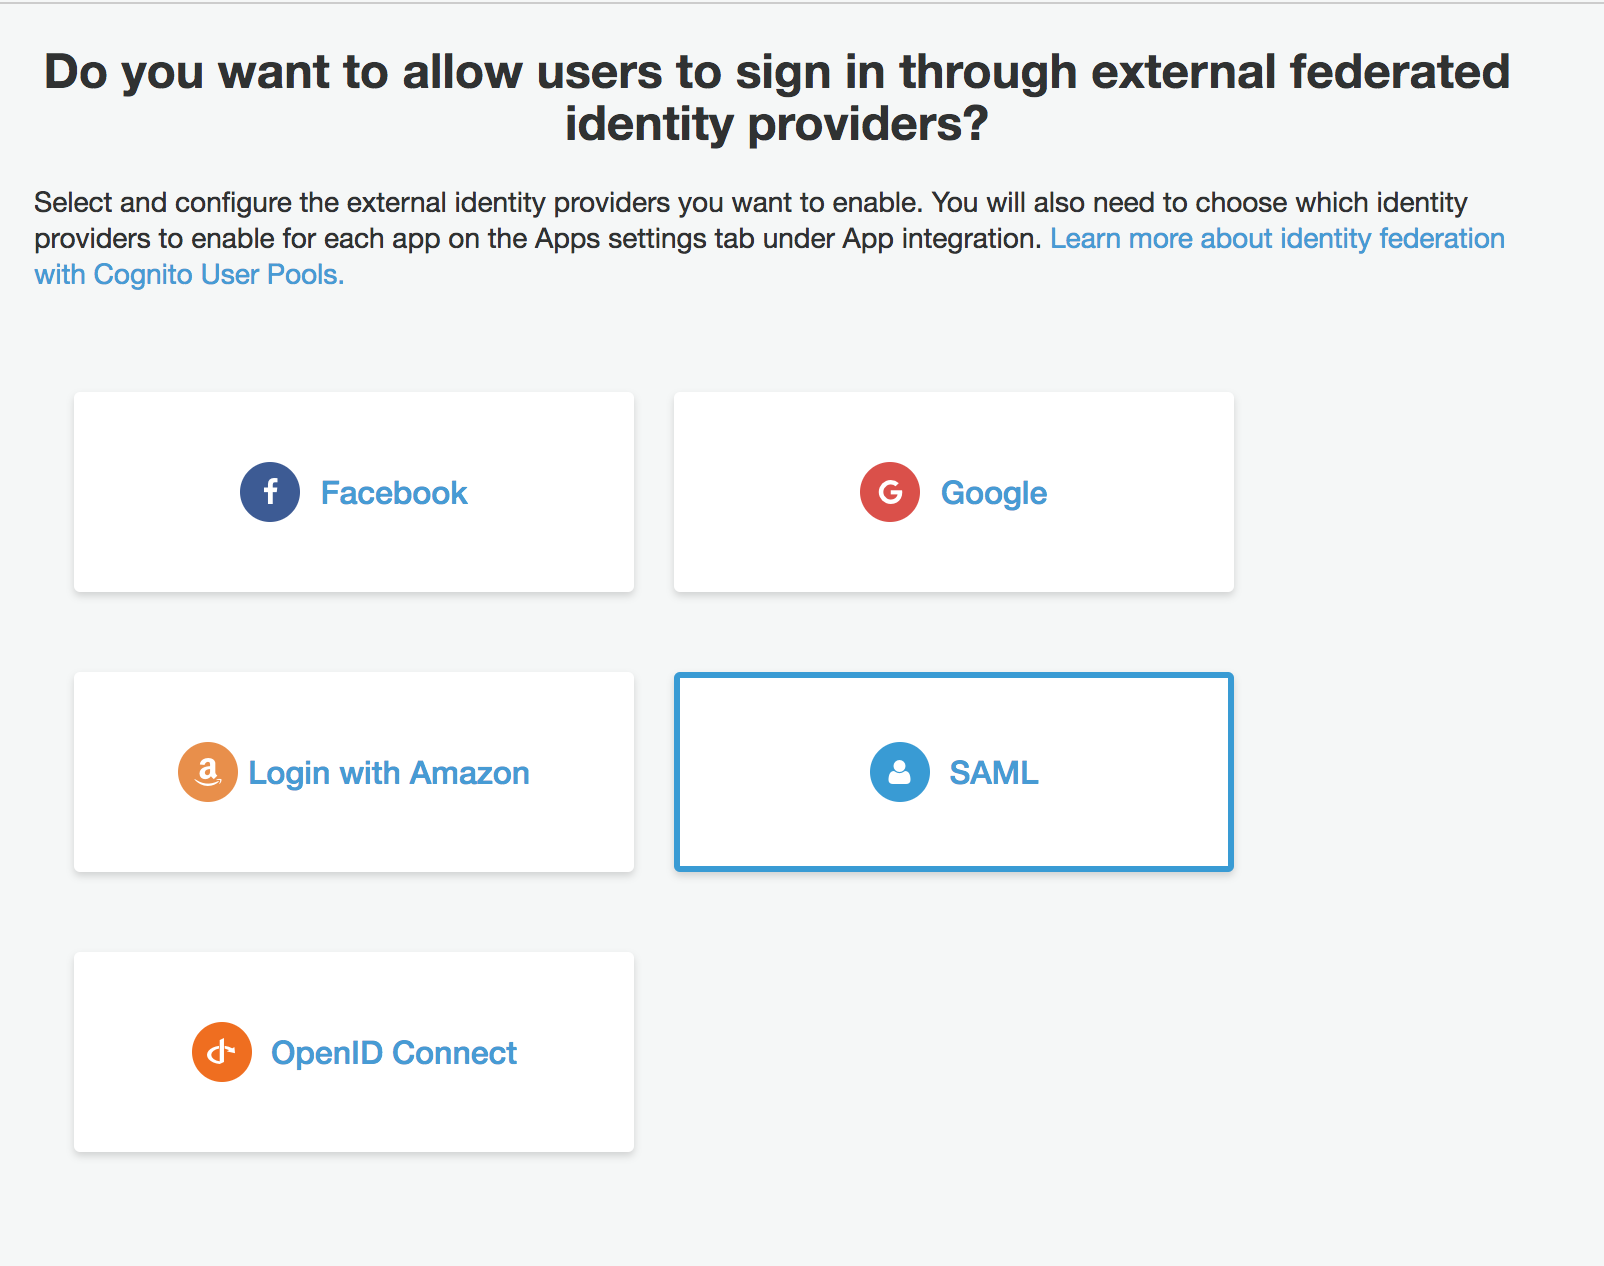 Do you want to allow users to sign in through external federated
identity providers?
Select and configure the external identity providers you want to enable. You will also need to choose which identity
providers to enable for each app on the Apps settings tab under App integration. Learn more about identity federation
with Cognito User Pools.
f Facebook
G Google
a Login with Amazon
SAML
OpenID Connect